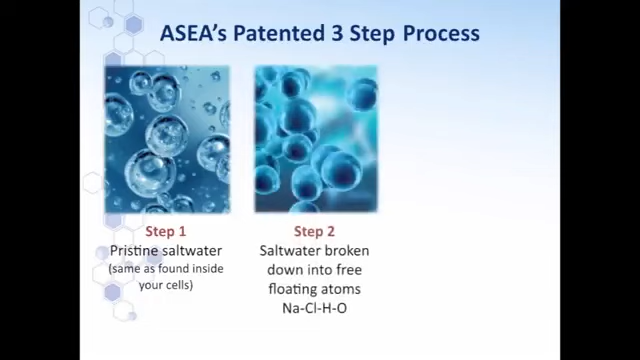 ASEA's Patented 3 Step Process
Step 1
Pristine saltwater
(same as found inside
your cells)
Step 2
Saltwater broken
down into free
floating atoms
Na-Cl-H-O